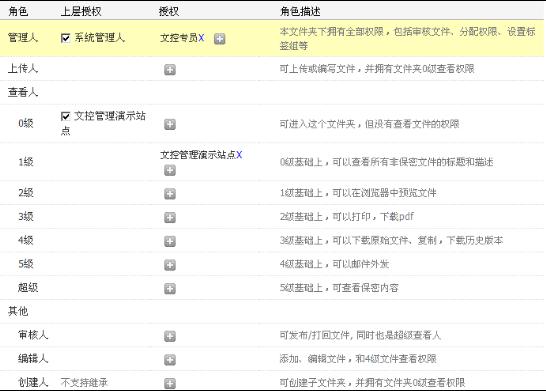 角色 上层授权 授权 角色描述
管理人 系统管理人 文控专员X 本文件夹下拥有全部权限，包括审核文件、分配权限、设置标
签组等
上传人 可上传或编写文件，并拥有文件夹0级查看权限
查看人
0级 文控管理演示站
点 可进入这个文件夹，但没有查看文件的权限
1级 文控管理演示站点X 0级基础上，可以查看所有非保密文件的标题和描述
2级 1级基础上，可以在浏览器中预览文件
3级 2级基础上，可以打印，下载pdf
4级 3级基础上，可以下载原始文件、复制，下载历史版本
5级 4级基础上，可以邮件外发
超级 5级基础上，可查看保密内容
其他
审核人 可发布/打回文件, 同时也是超级查看人
编辑人 添加、编辑文件，和4级文件查看权限
创建人 不支持继承 可创建子文件夹，并拥有文件夹0级查看权限